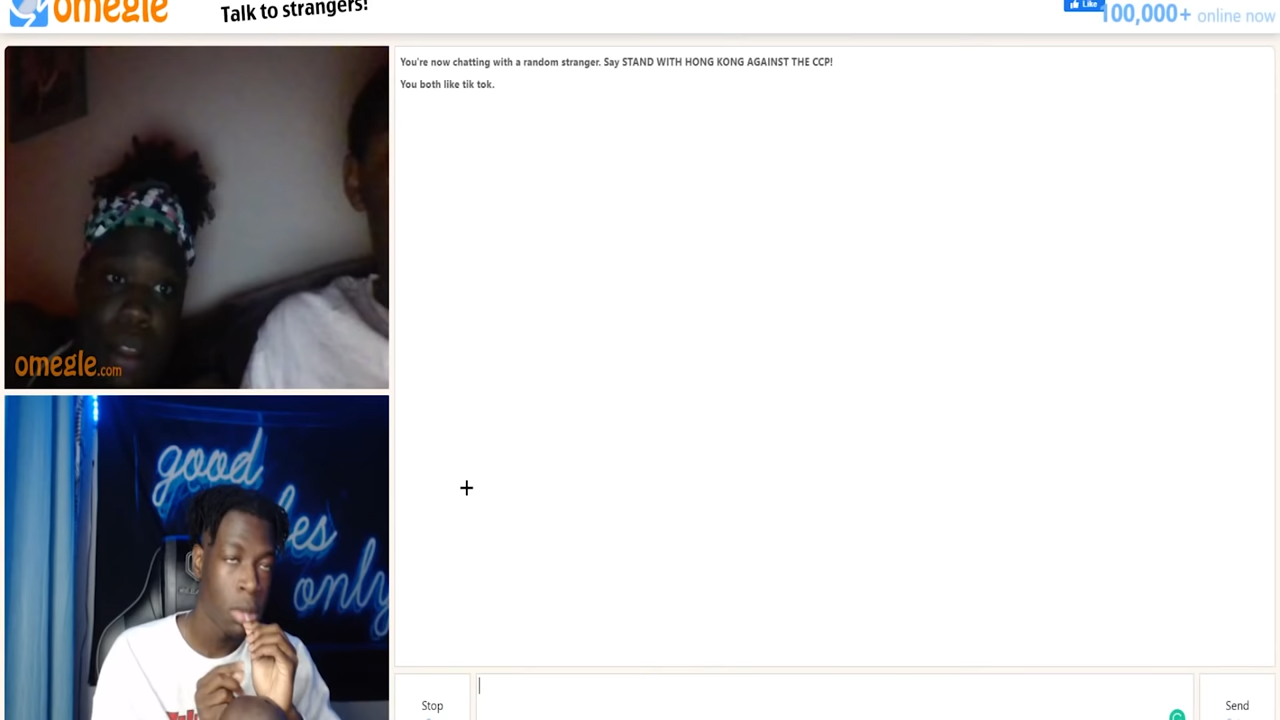 omegle
Talk to strangers!
Like
100,000+ online now
You're now chatting with a random stranger. Say STAND WITH HONG KONG AGAINST THE CCP!
You both like tik tok.
omegle.com
good
only
Stop
Send